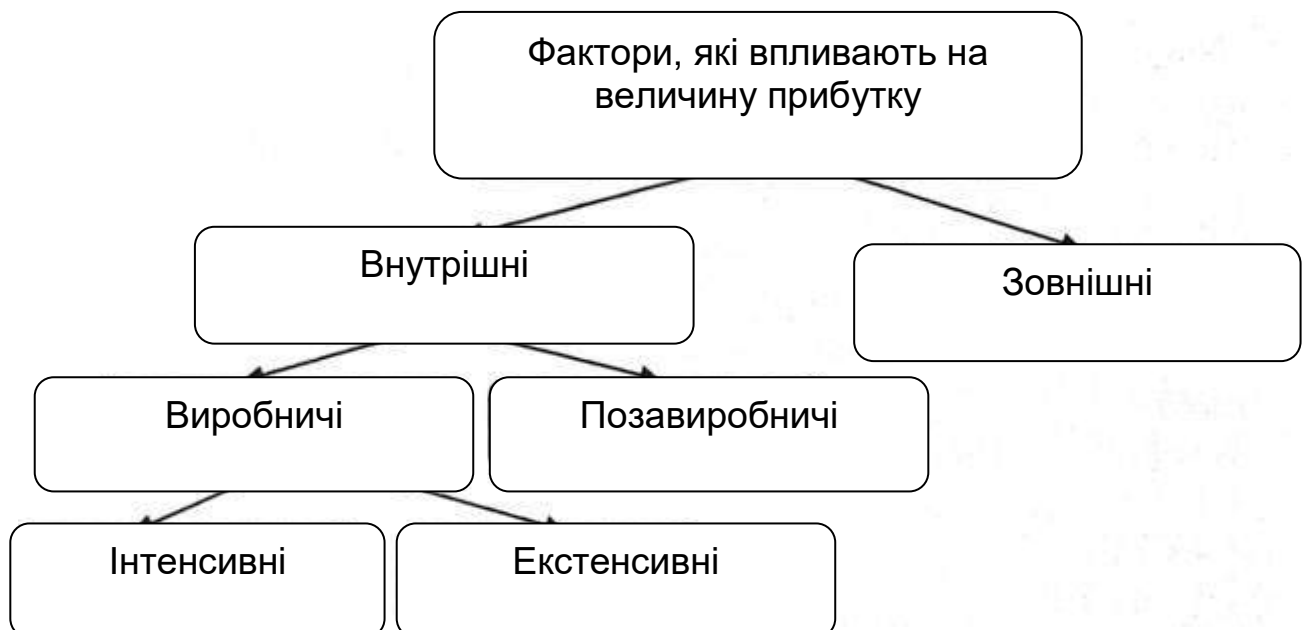 Фактори, які впливають на
величину прибутку
Внутрішні
Зовнішні
Виробничі
Позавиробничі
Інтенсивні
Екстенсивні